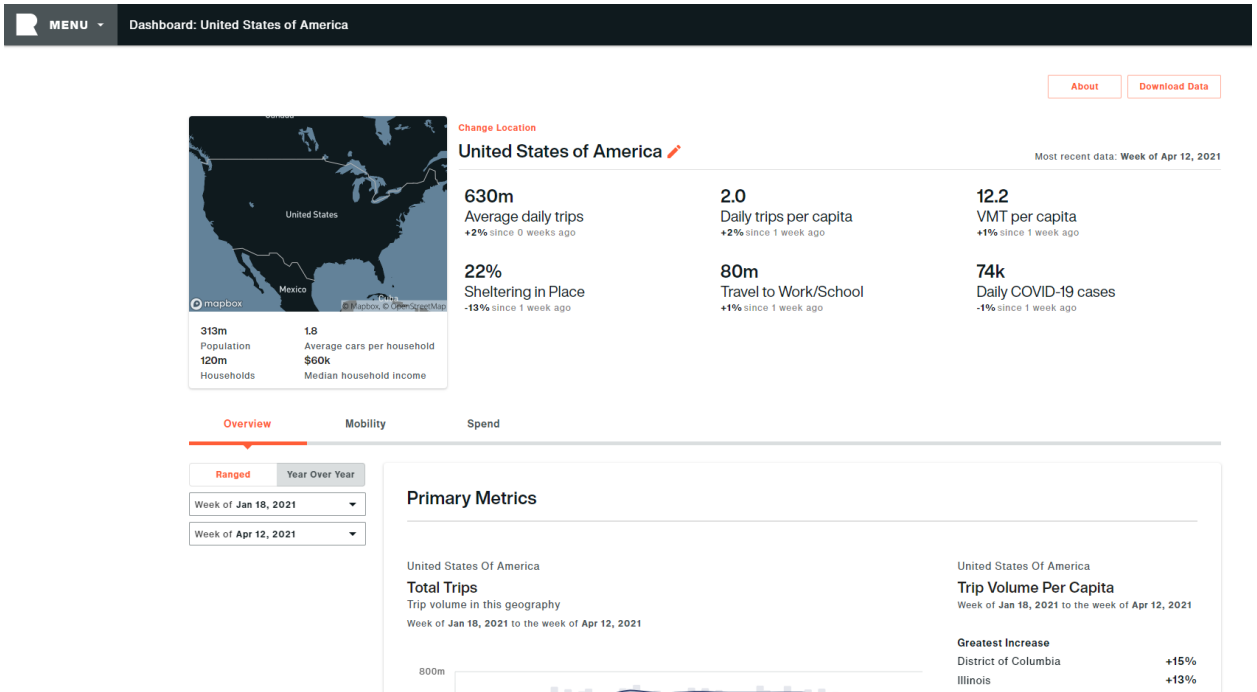 MENU
Dashboard: United States of America
About
Download Data
Canada
United States
Mexico
Cuba
mapbox
© Mapbox, © OpenStreetMap
313m
Population
1.8
Average cars per household
120m
Households
$60k
Median household income
Change Location
United States of America
Most recent data: Week of Apr 12, 2021
630m
Average daily trips
+2% since 0 weeks ago
2.0
Daily trips per capita
+2% since 1 week ago
12.2
VMT per capita
+1% since 1 week ago
22%
Sheltering in Place
-13% since 1 week ago
80m
Travel to Work/School
+1% since 1 week ago
74k
Daily COVID-19 cases
-1% since 1 week ago
Overview
Mobility
Spend
Ranged
Year Over Year
Week of Jan 18, 2021
Week of Apr 12, 2021
Primary Metrics
United States Of America
Total Trips
Trip volume in this geography
Week of Jan 18, 2021 to the week of Apr 12, 2021
800m
United States Of America
Trip Volume Per Capita
Week of Jan 18, 2021 to the week of Apr 12, 2021
Greatest Increase
District of Columbia +15%
Illinois +13%